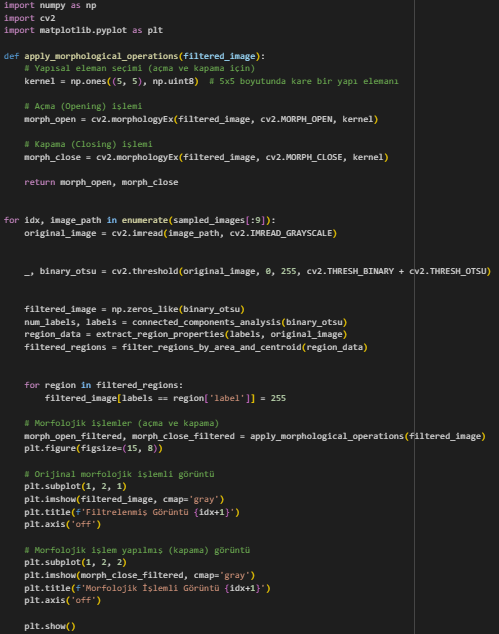 import numpy as np
import cv2
import matplotlib.pyplot as plt
def apply_morphological_operations(filtered_image):
# Yapısal eleman seçimi (açma ve kapama için)
kernel = np.ones((5, 5), np.uint8)  # 5x5 boyutunda kare bir yapı elemanı
# Açma (Opening) işlemi
morph_open = cv2.morphologyEx(filtered_image, cv2.MORPH_OPEN, kernel)
# Kapama (Closing) işlemi
morph_close = cv2.morphologyEx(filtered_image, cv2.MORPH_CLOSE, kernel)
return morph_open, morph_close
for idx, image_path in enumerate(sampled_images[:9]):
original_image = cv2.imread(image_path, cv2.IMREAD_GRAYSCALE)
_, binary_otsu = cv2.threshold(original_image, 0, 255, cv2.THRESH_BINARY + cv2.THRESH_OTSU)
filtered_image = np.zeros_like(binary_otsu)
num_labels, labels = connected_components_analysis(binary_otsu)
region_data = extract_region_properties(labels, original_image)
filtered_regions = filter_regions_by_area_and_centroid(region_data)
for region in filtered_regions:
filtered_image[labels == region['label']] = 255
# Morfolojik işlemler (açma ve kapama)
morph_open_filtered, morph_close_filtered = apply_morphological_operations(filtered_image)
plt.figure(figsize=(15, 8))
# Orijinal morfolojik işlemli görüntü
plt.subplot(1, 2, 1)
plt.imshow(filtered_image, cmap='gray')
plt.title(f'Filtrelenmiş Görüntü {idx+1}')
plt.axis('off')
# Morfolojik işlem yapılmış (kapama) görüntü
plt.subplot(1, 2, 2)
plt.imshow(morph_close_filtered, cmap='gray')
plt.title(f'Morfolojik İşlemli Görüntü {idx+1}')
plt.axis('off')
plt.show()